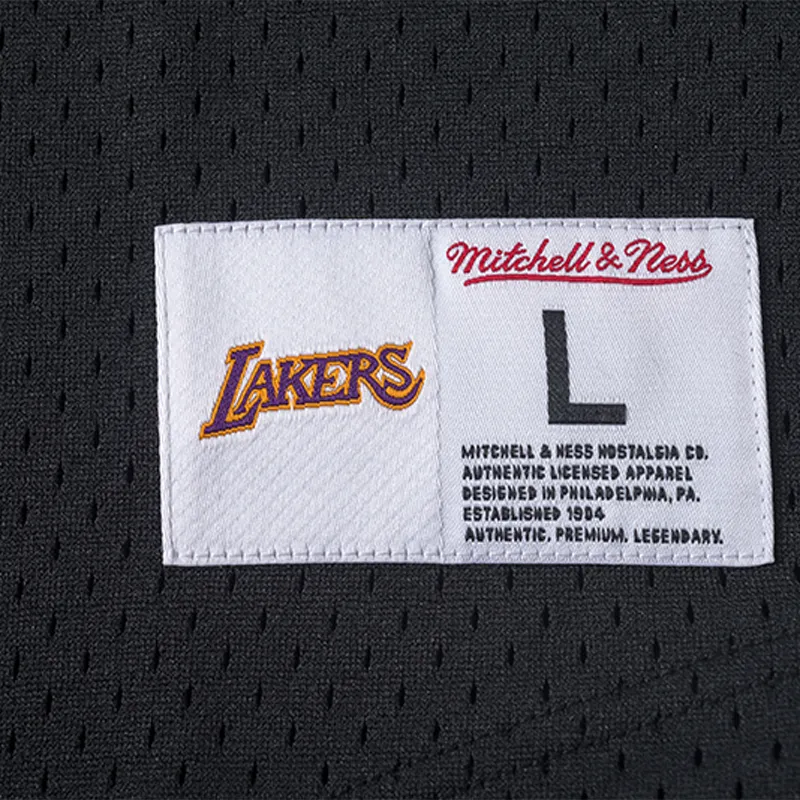 LAKERS
Mitchell & Ness
L
MITCHELL & NESS NOSTALGIA CO.
AUTHENTIC LICENSED APPAREL
DESIGNED IN PHILADELPHIA, PA.
ESTABLISHED 1904
AUTHENTIC. PREMIUM. LEGENDARY.